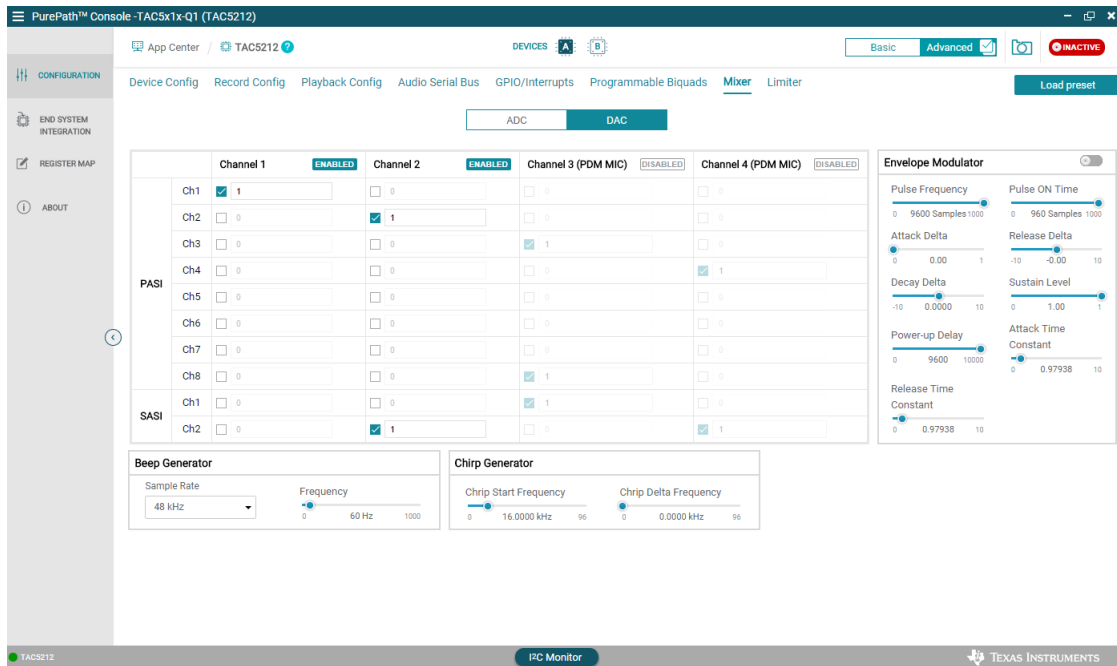 PurePath™ Console -TAC5x1x-Q1 (TAC5212)
App Center / TAC5212 ?
DEVICES A B
Basic Advanced
INACTIVE
CONFIGURATION
END SYSTEM
INTEGRATION
REGISTER MAP
ABOUT
Device Config Record Config Playback Config Audio Serial Bus GPIO/Interrupts Programmable Biquads Mixer Limiter
Load preset
ADC DAC
Channel 1 ENABLED Channel 2 ENABLED Channel 3 (PDM MIC) DISABLED Channel 4 (PDM MIC) DISABLED
PASI
Ch1 1 0 0 0
Ch2 0 1 0 0
Ch3 0 0 1 0
Ch4 0 0 0 1
Ch5 0 0 0 0
Ch6 0 0 0 0
Ch7 0 0 0 0
Ch8 0 0 1 0
SASI
Ch1 0 0 1 0
Ch2 0 1 0 1
Envelope Modulator
Pulse Frequency Pulse ON Time
0 9600 Samples 1000 0 960 Samples 1000
Attack Delta Release Delta
0 0.00 1 -10 -0.00 10
Decay Delta Sustain Level
-10 0.0000 10 0 1.00 1
Power-up Delay
0 9600 10000
Attack Time
Constant
0 0.97938 10
Release Time
Constant
0 0.97938 10
Beep Generator
Sample Rate Frequency
48 kHz
0 60 Hz 1000
Chirp Generator
Chrip Start Frequency Chrip Delta Frequency
0 16.0000 kHz 96 0 0.0000 kHz 96
TAC5212
I²C Monitor
TEXAS INSTRUMENTS